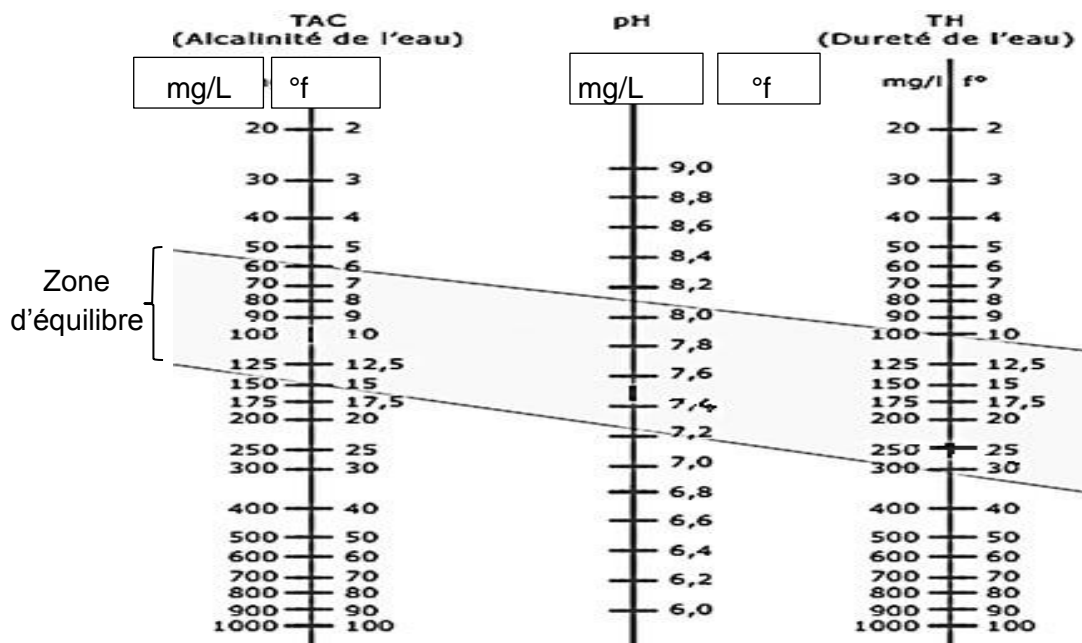 TAC pH TH
(Alcalinité de l'eau) (Dureté de l'eau)
mg/L °f mg/L °f mg/l f°
20 2 20 2
9,0
30 3 30 3
8,8
40 4 8,6 40 4
50 5 8,4 50 5
60 6 60 6
70 7 8,2 70 7
Zone
80 8 80 8
d'équilibre
90 9 8,0 90 9
100 10 100 10
7,8
125 12,5 7,6 125 12,5
150 15 150 15
175 17,5 7,4 175 17,5
200 20 200 20
7,2
250 25 250 25
300 30 7,0 300 30
6,8
400 40 400 40
6,6
500 50 500 50
600 60 6,4 600 60
700 70 6,2 700 70
800 80 800 80
900 90 6,0 900 90
1000 100 1000 100